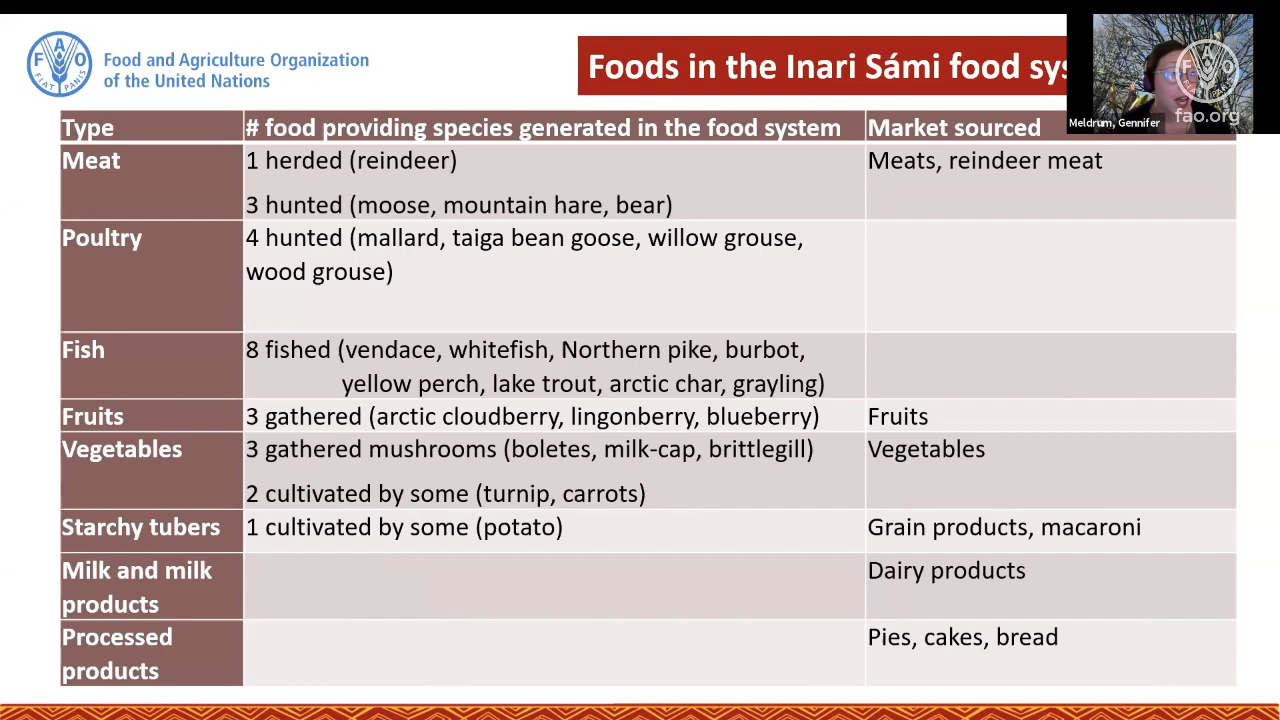 Food and Agriculture Organization
of the United Nations
FAO
FIAT PANIS
Foods in the Inari Sámi food sys
fao.org
Meldrum, Gennifer
Type # food providing species generated in the food system Market sourced
Meat 1 herded (reindeer) Meats, reindeer meat
3 hunted (moose, mountain hare, bear)
Poultry 4 hunted (mallard, taiga bean goose, willow grouse,
wood grouse)
Fish 8 fished (vendace, whitefish, Northern pike, burbot,
yellow perch, lake trout, arctic char, grayling)
Fruits 3 gathered (arctic cloudberry, lingonberry, blueberry) Fruits
Vegetables 3 gathered mushrooms (boletes, milk-cap, brittlegill) Vegetables
2 cultivated by some (turnip, carrots)
Starchy tubers 1 cultivated by some (potato) Grain products, macaroni
Milk and milk Dairy products
products
Processed Pies, cakes, bread
products